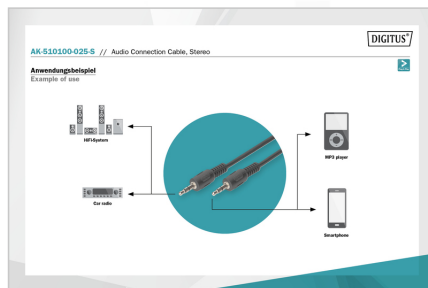 DIGITUS®
AK-510100-025-S // Audio Connection Cable, Stereo
Anwendungsbeispiel
Example of use
HiFi-System
MP3 player
Car radio
Smartphone